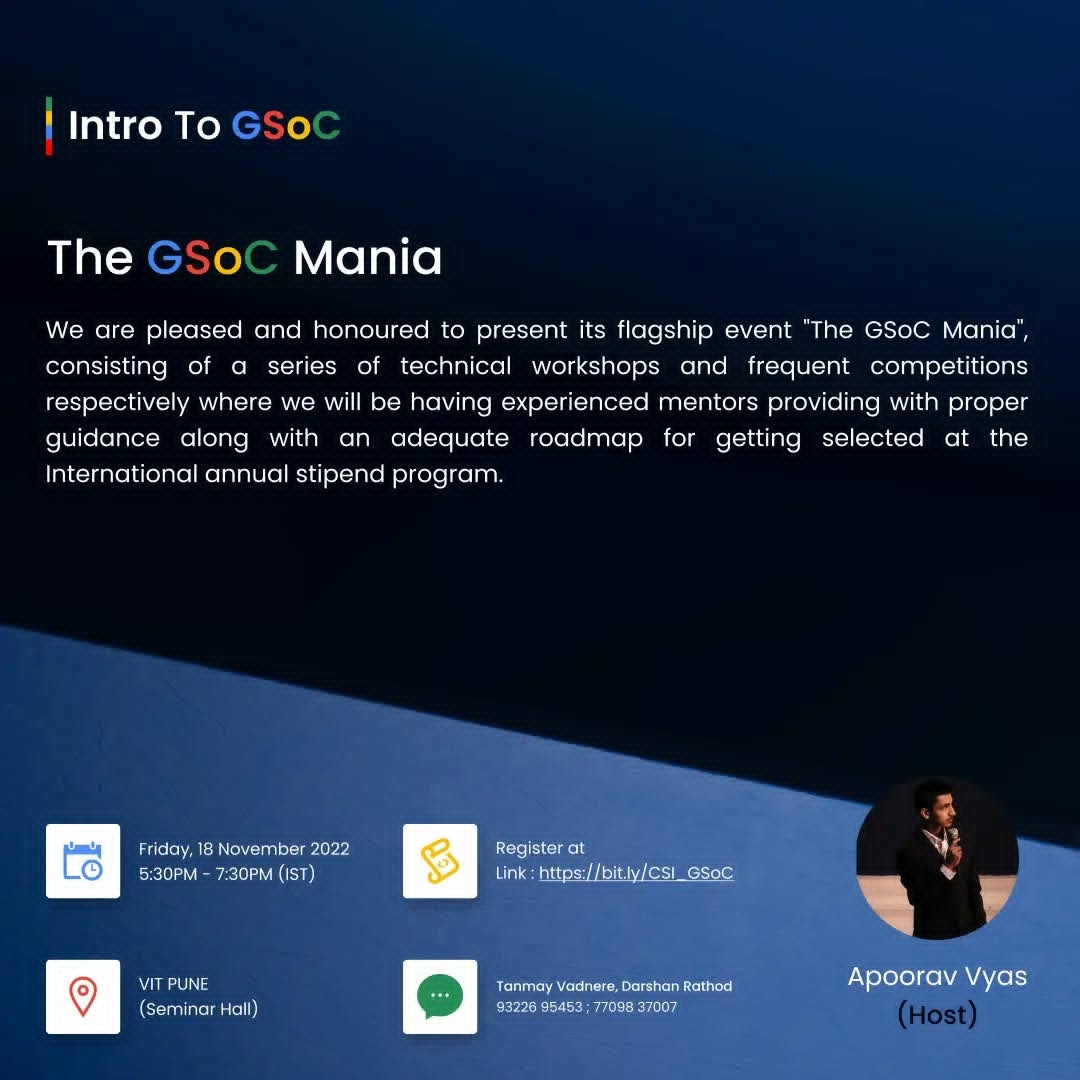 Intro To GSoC
The GSoC Mania
We are pleased and honoured to present its flagship event "The GSoC Mania",
consisting of a series of technical workshops and frequent competitions
respectively where we will be having experienced mentors providing with proper
guidance along with an adequate roadmap for getting selected at the
International annual stipend program.
Friday, 18 November 2022
5:30PM - 7:30PM (IST)
Register at
Link : https://bit.ly/CSI_GSoC
VIT PUNE
(Seminar Hall)
Tanmay Vadnere, Darshan Rathod
93226 95453 ; 77098 37007
Apoorav Vyas
(Host)